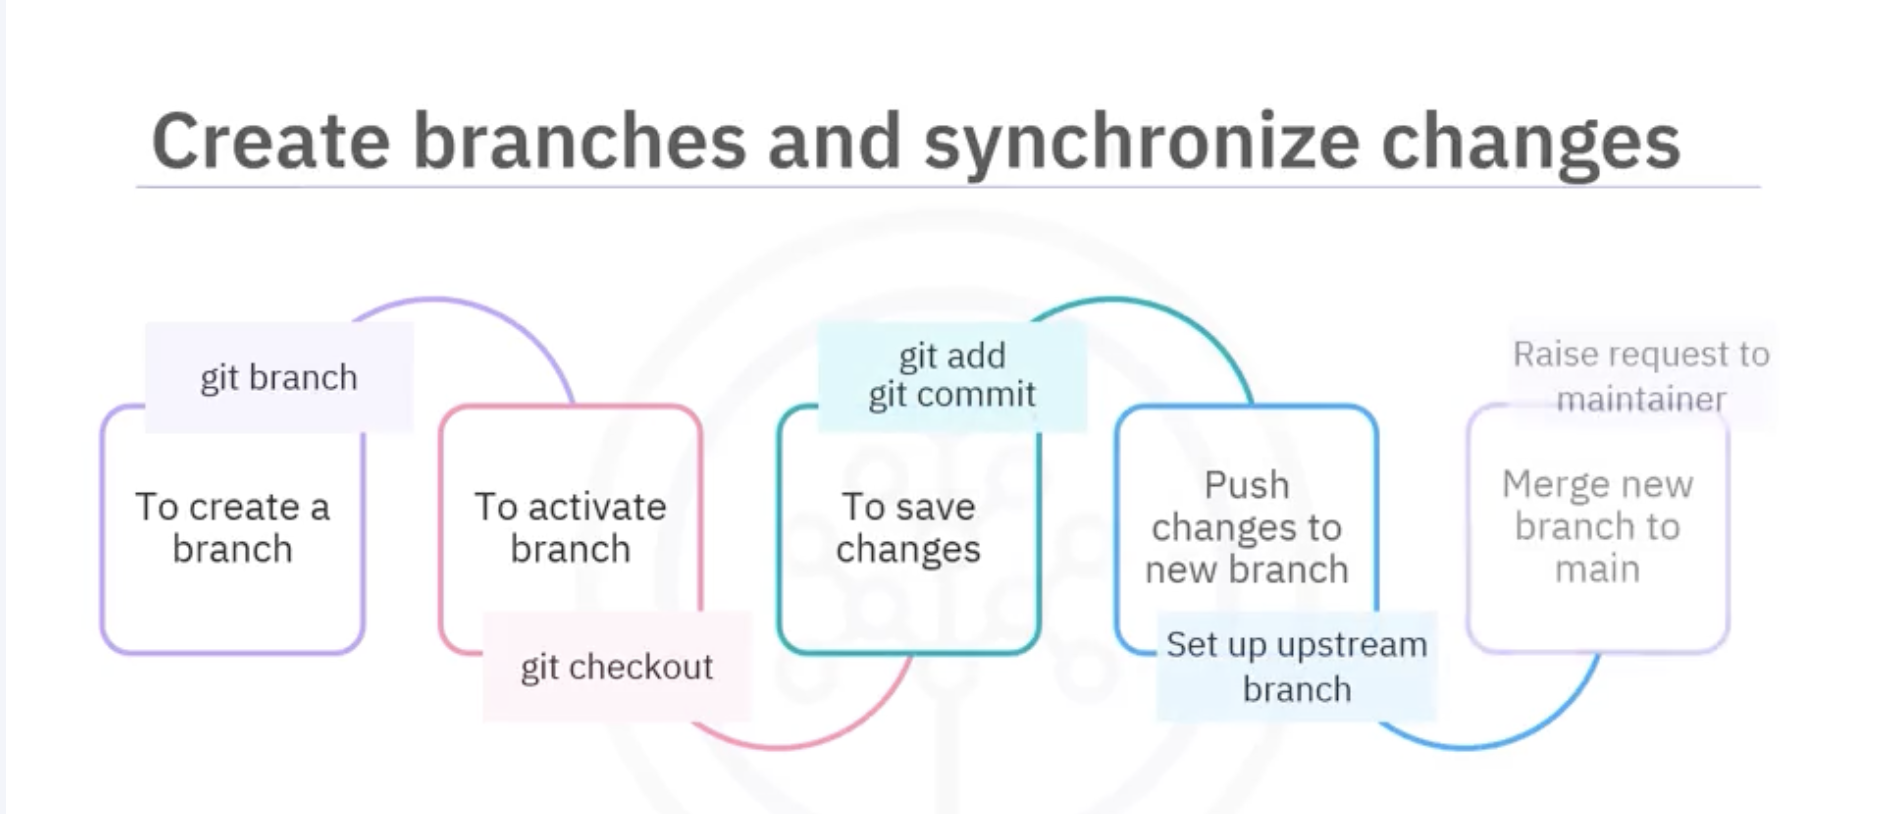 Create branches and synchronize changes
git branch
To create a
branch
To activate
branch
git checkout
git add
git commit
To save
changes
Push
changes to
new branch
Set up upstream
branch
Raise request to
maintainer
Merge new
branch to
main